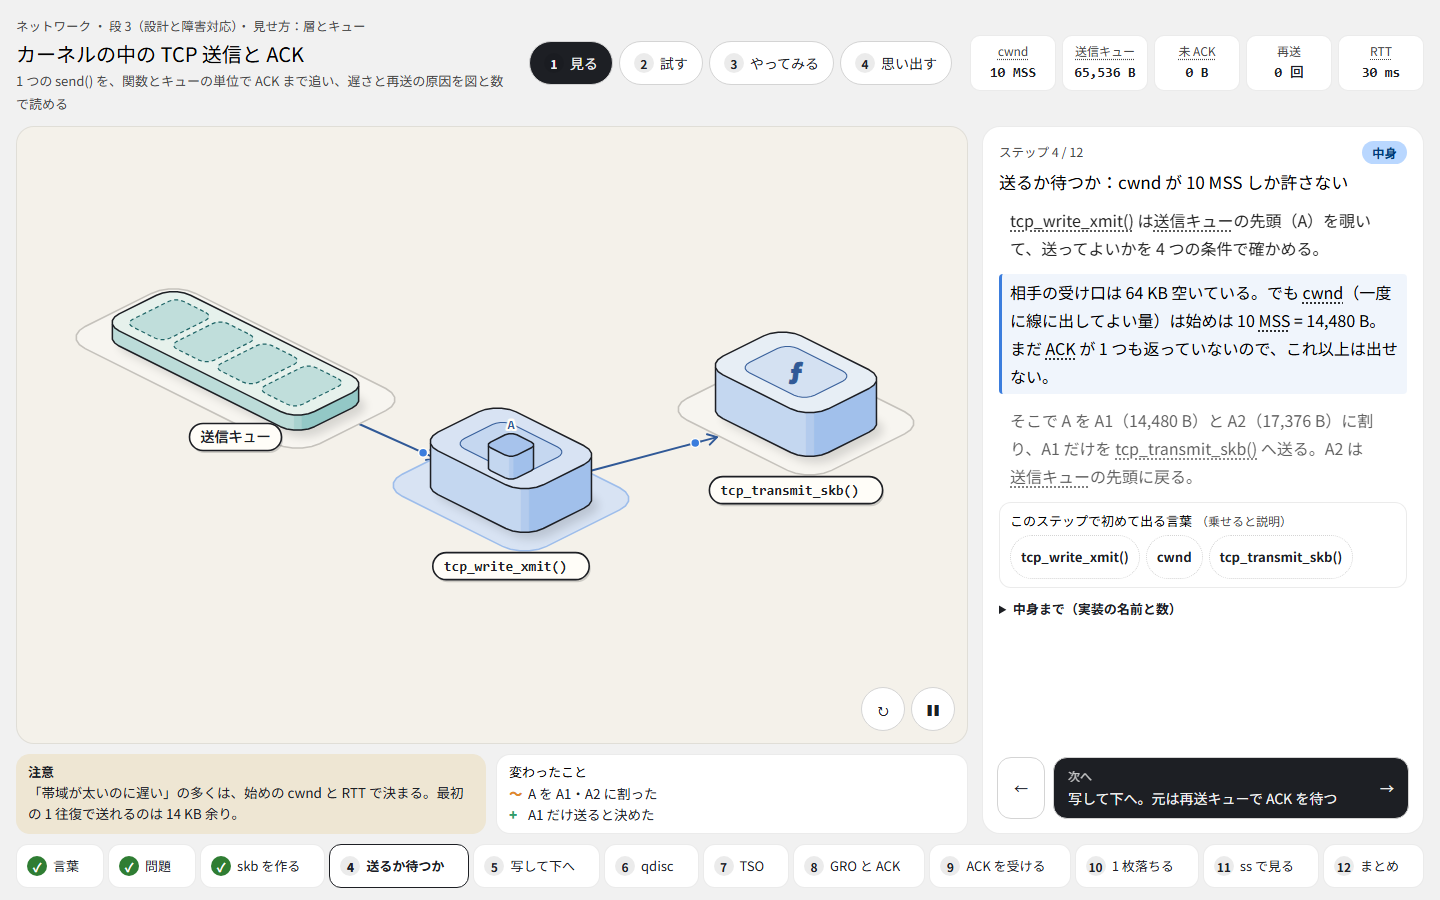 ネットワーク ・ 段 3（設計と障害対応）・ 見せ方：層とキュー
カーネルの中の TCP 送信と ACK
1 つの send() を、関数とキューの単位で ACK まで追い、遅さと再送の原因を図と数
で読める
1 見る
2 試す
3 やってみる
4 思い出す
cwnd
10 MSS
送信キュー
65,536 B
未 ACK
0 B
再送
0 回
RTT
30 ms
送信キュー
A
tcp_write_xmit()
ƒ
tcp_transmit_skb()
↻
ステップ 4 / 12
中身
送るか待つか：cwnd が 10 MSS しか許さない
tcp_write_xmit() は送信キューの先頭（A）を覗い
て、送ってよいかを 4 つの条件で確かめる。
相手の受け口は 64 KB 空いている。でも cwnd（一度
に線に出してよい量）は始めは 10 MSS = 14,480 B。
まだ ACK が 1 つも返っていないので、これ以上は出せ
ない。
そこで A を A1（14,480 B）と A2（17,376 B）に割
り、A1 だけを tcp_transmit_skb() へ送る。A2 は
送信キューの先頭に戻る。
このステップで初めて出る言葉 （乗せると説明）
tcp_write_xmit()
cwnd
tcp_transmit_skb()
▶ 中身まで（実装の名前と数）
←
次へ
写して下へ。元は再送キューで ACK を待つ →
注意
「帯域が太いのに遅い」の多くは、始めの cwnd と RTT で決まる。最初
の 1 往復で送れるのは 14 KB 余り。
変わったこと
〜 A を A1・A2 に割った
+ A1 だけ送ると決めた
✓ 言葉
✓ 問題
✓ skb を作る
4 送るか待つか
5 写して下へ
6 qdisc
7 TSO
8 GRO と ACK
9 ACK を受ける
10 1 枚落ちる
11 ss で見る
12 まとめ